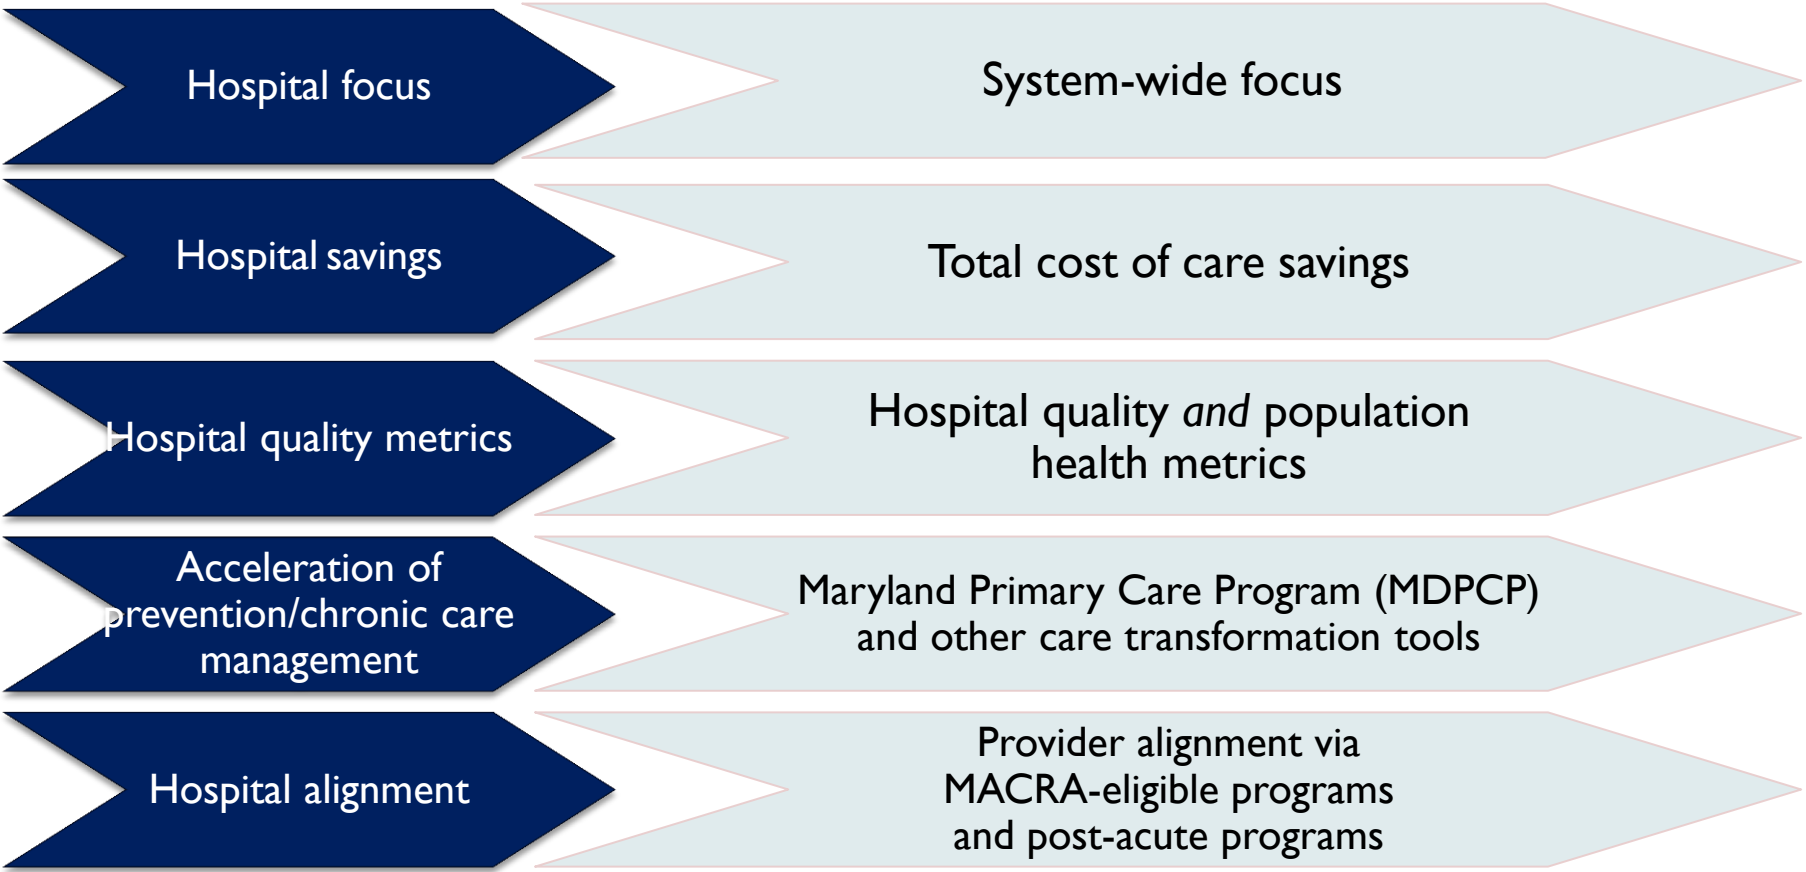 Hospital focus
System-wide focus
Hospital savings
Total cost of care savings
Hospital quality metrics
Hospital quality and population
health metrics
Acceleration of
prevention/chronic care
management
Maryland Primary Care Program (MDPCP)
and other care transformation tools
Hospital alignment
Provider alignment via
MACRA-eligible programs
and post-acute programs